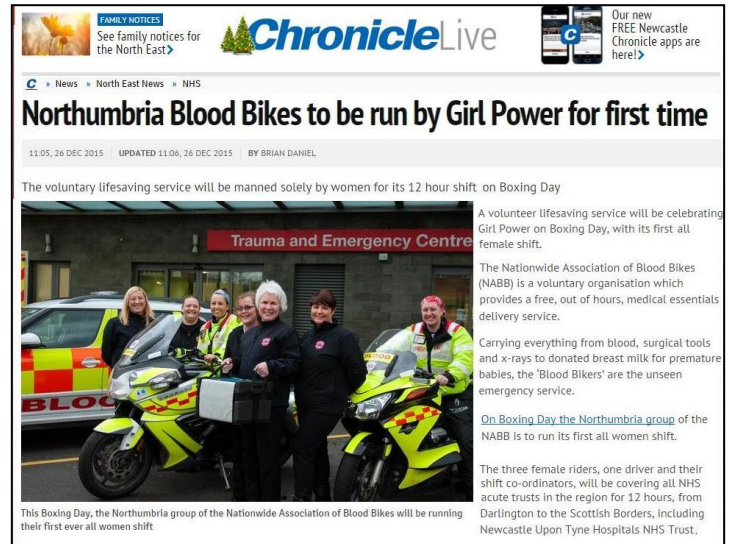 FAMILY NOTICES
See family notices for
the North East>
ChronicleLive
C
Our new
FREE Newcastle
Chronicle apps are
here!>
C » News » North East News » NHS
Northumbria Blood Bikes to be run by Girl Power for first time
11:05, 26 DEC 2015 | UPDATED 11:06, 26 DEC 2015 | BY BRIAN DANIEL
The voluntary lifesaving service will be manned solely by women for its 12 hour shift on Boxing Day
Trauma and Emergency Centre
BLOOD
BLOO
This Boxing Day, the Northumbria group of the Nationwide Association of Blood Bikes will be running
their first ever all women shift
A volunteer lifesaving service will be celebrating
Girl Power on Boxing Day, with its first all
female shift.
The Nationwide Association of Blood Bikes
(NABB) is a voluntary organisation which
provides a free, out of hours, medical essentials
delivery service.
Carrying everything from blood, surgical tools
and x-rays to donated breast milk for premature
babies, the ‘Blood Bikers’ are the unseen
emergency service.
On Boxing Day the Northumbria group of the
NABB is to run its first all women shift.
The three female riders, one driver and their
shift co-ordinators, will be covering all NHS
acute trusts in the region for 12 hours, from
Darlington to the Scottish Borders, including
Newcastle Upon Tyne Hospitals NHS Trust,